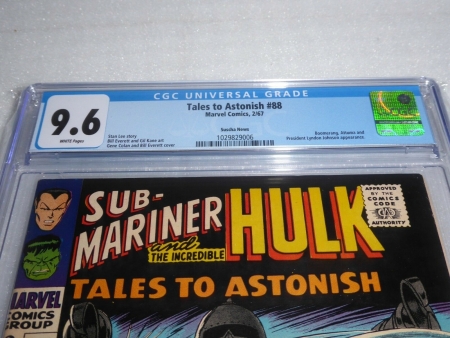 CGC UNIVERSAL GRADE
9.6
WHITE Pages
Tales to Astonish #88
Marvel Comics, 2/67
Suscha News
1029829006
Stan Lee story
Bill Everett and Gil Kane art
Gene Colan and Bill Everett cover
Boomerang, Attuma and
President Lyndon Johnson appearance.
SUB-
MARINER
and
THE INCREDIBLE
HULK
TALES TO ASTONISH
APPROVED
BY THE
COMICS
CODE
AUTHORITY
MARVEL
COMICS
GROUP